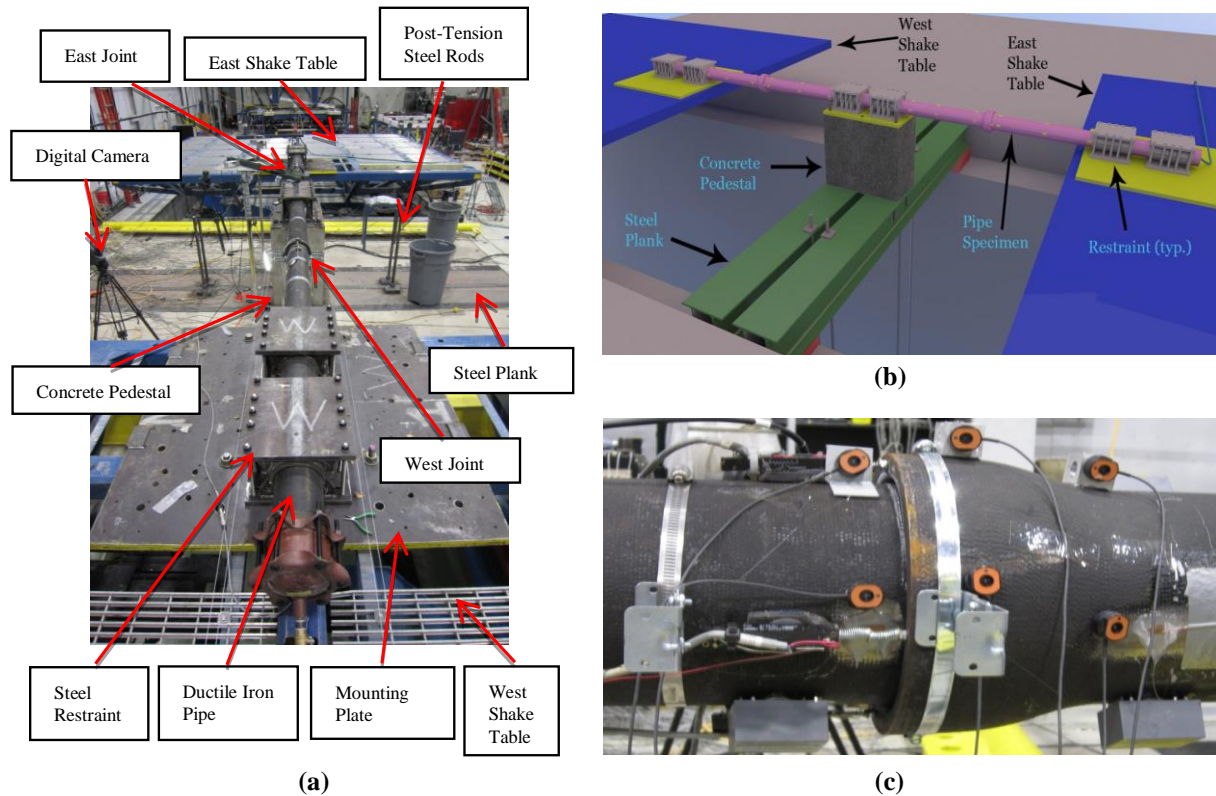 East Joint
East Shake Table
Post-Tension
Steel Rods
Digital Camera
Concrete Pedestal
Steel Plank
West Joint
W
W
Steel
Restraint
Ductile Iron
Pipe
Mounting
Plate
West
Shake
Table
(a)
West
Shake
Table
East
Shake
Table
Concrete
Pedestal
Steel
Plank
Pipe
Specimen
Restraint (typ.)
(b)
(c)